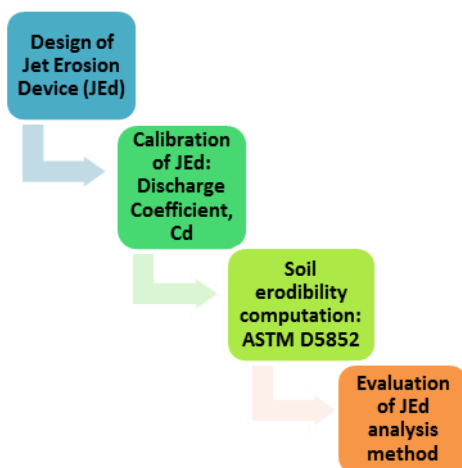 Design of
Jet Erosion
Device (JEd)
Calibration
of JEd:
Discharge
Coefficient,
Cd
Soil
erodibility
computation:
ASTM D5852
Evaluation
of JEd
analysis
method